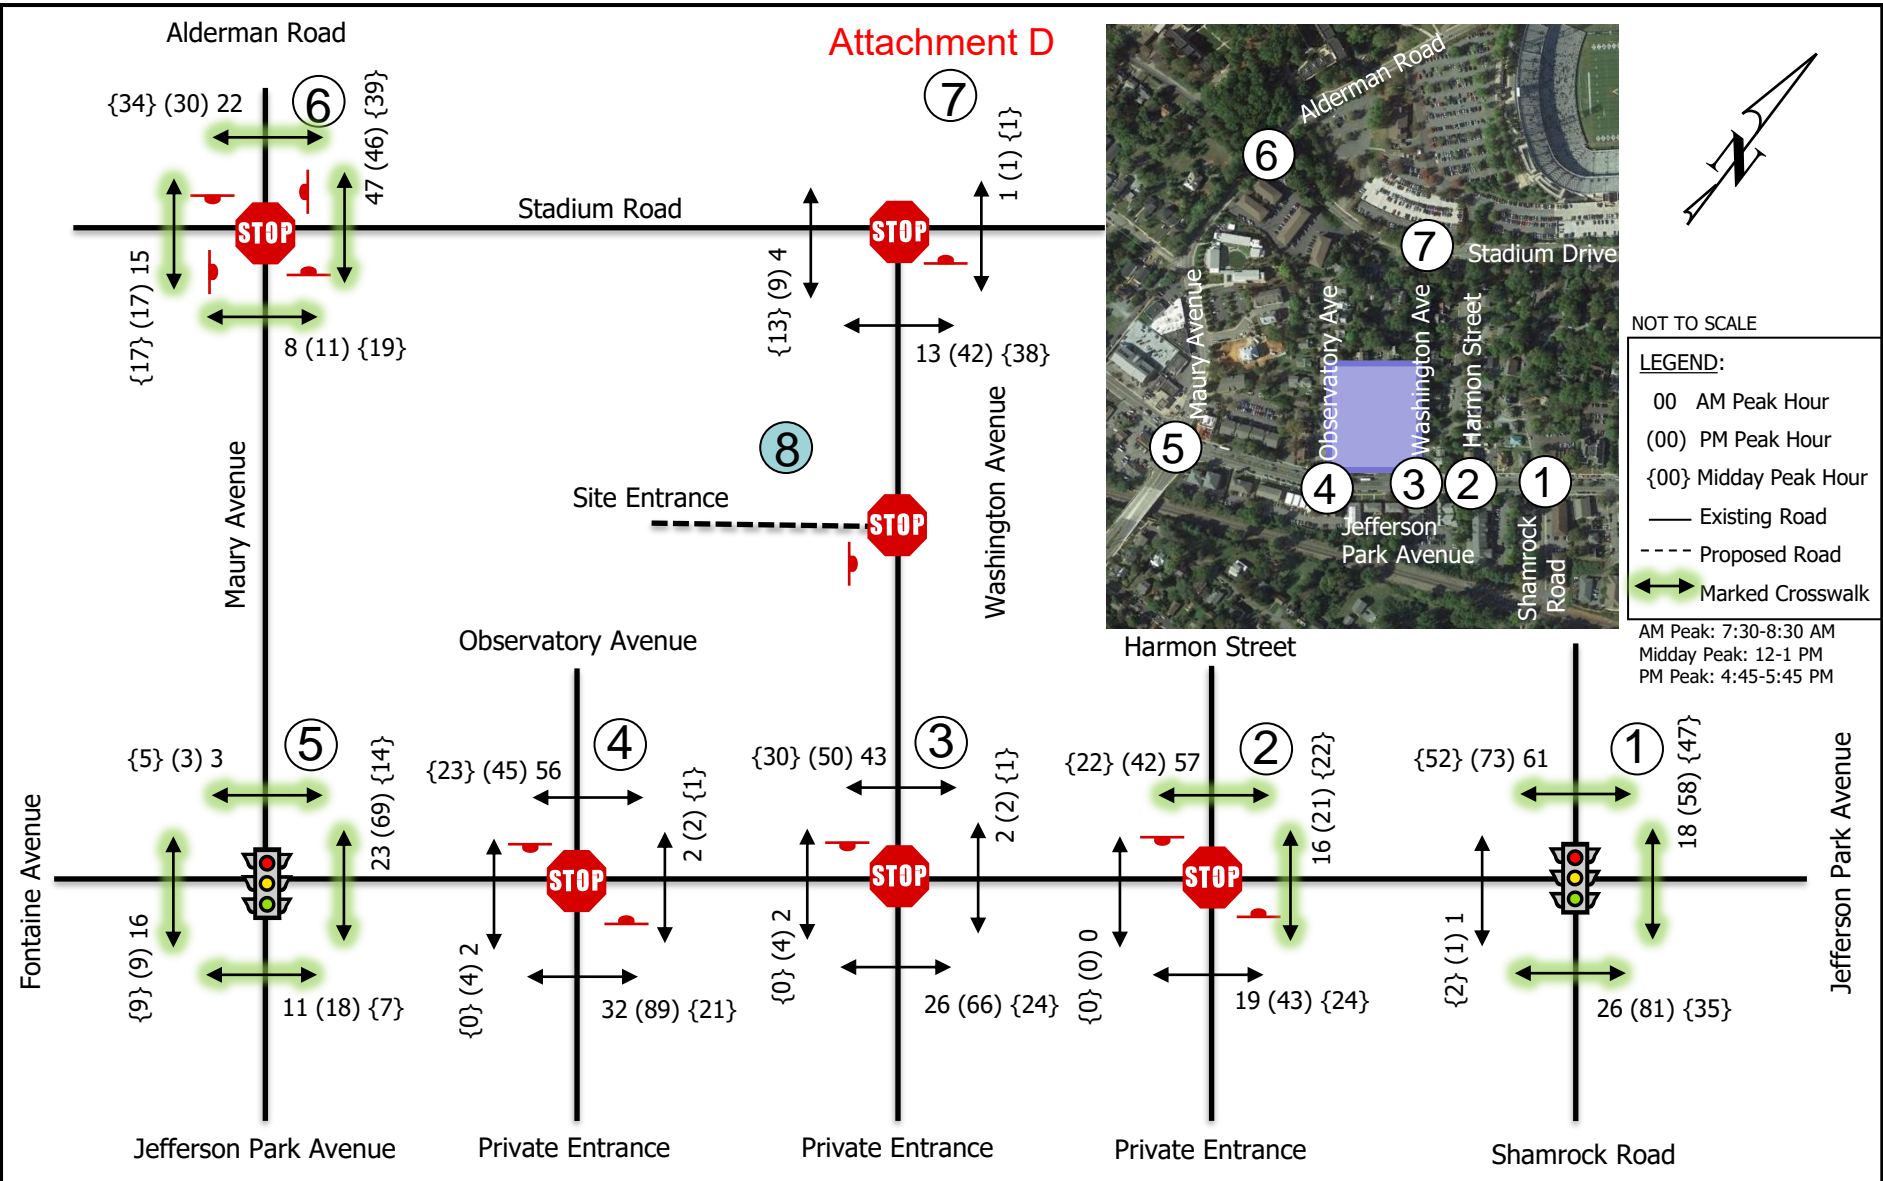 Alderman Road
Attachment D
6
7
{34} (30) 22
47 (46) {39}
1 (1) {1}
STOP
Stadium Road
STOP
{17} (17) 15
8 (11) {19}
{13} (9) 4
13 (42) {38}
Maury Avenue
8
Site Entrance
STOP
Washington Avenue
Alderman Road
6
7
Stadium Drive
Maury Avenue
Observatory Ave
Washington Ave
Harmon Street
5
4
3
2
1
Jefferson
Park Avenue
Shamrock
Road
N
NOT TO SCALE
LEGEND:
00 AM Peak Hour
(00) PM Peak Hour
{00} Midday Peak Hour
Existing Road
Proposed Road
Marked Crosswalk
AM Peak: 7:30-8:30 AM
Midday Peak: 12-1 PM
PM Peak: 4:45-5:45 PM
Observatory Avenue
Harmon Street
Fontaine Avenue
{5} (3) 3
5
23 (69) {14}
{9} (9) 16
11 (18) {7}
{23} (45) 56
4
2 (2) {1}
STOP
{0} (4) 2
32 (89) {21}
{30} (50) 43
3
2 (2) {1}
STOP
{0} (4) 2
26 (66) {24}
{22} (42) 57
2
16 (21) {22}
STOP
{0} (0) 0
19 (43) {24}
{52} (73) 61
1
18 (58) {47}
{2} (1) 1
26 (81) {35}
Jefferson Park Avenue
Jefferson Park Avenue
Private Entrance
Private Entrance
Private Entrance
Shamrock Road